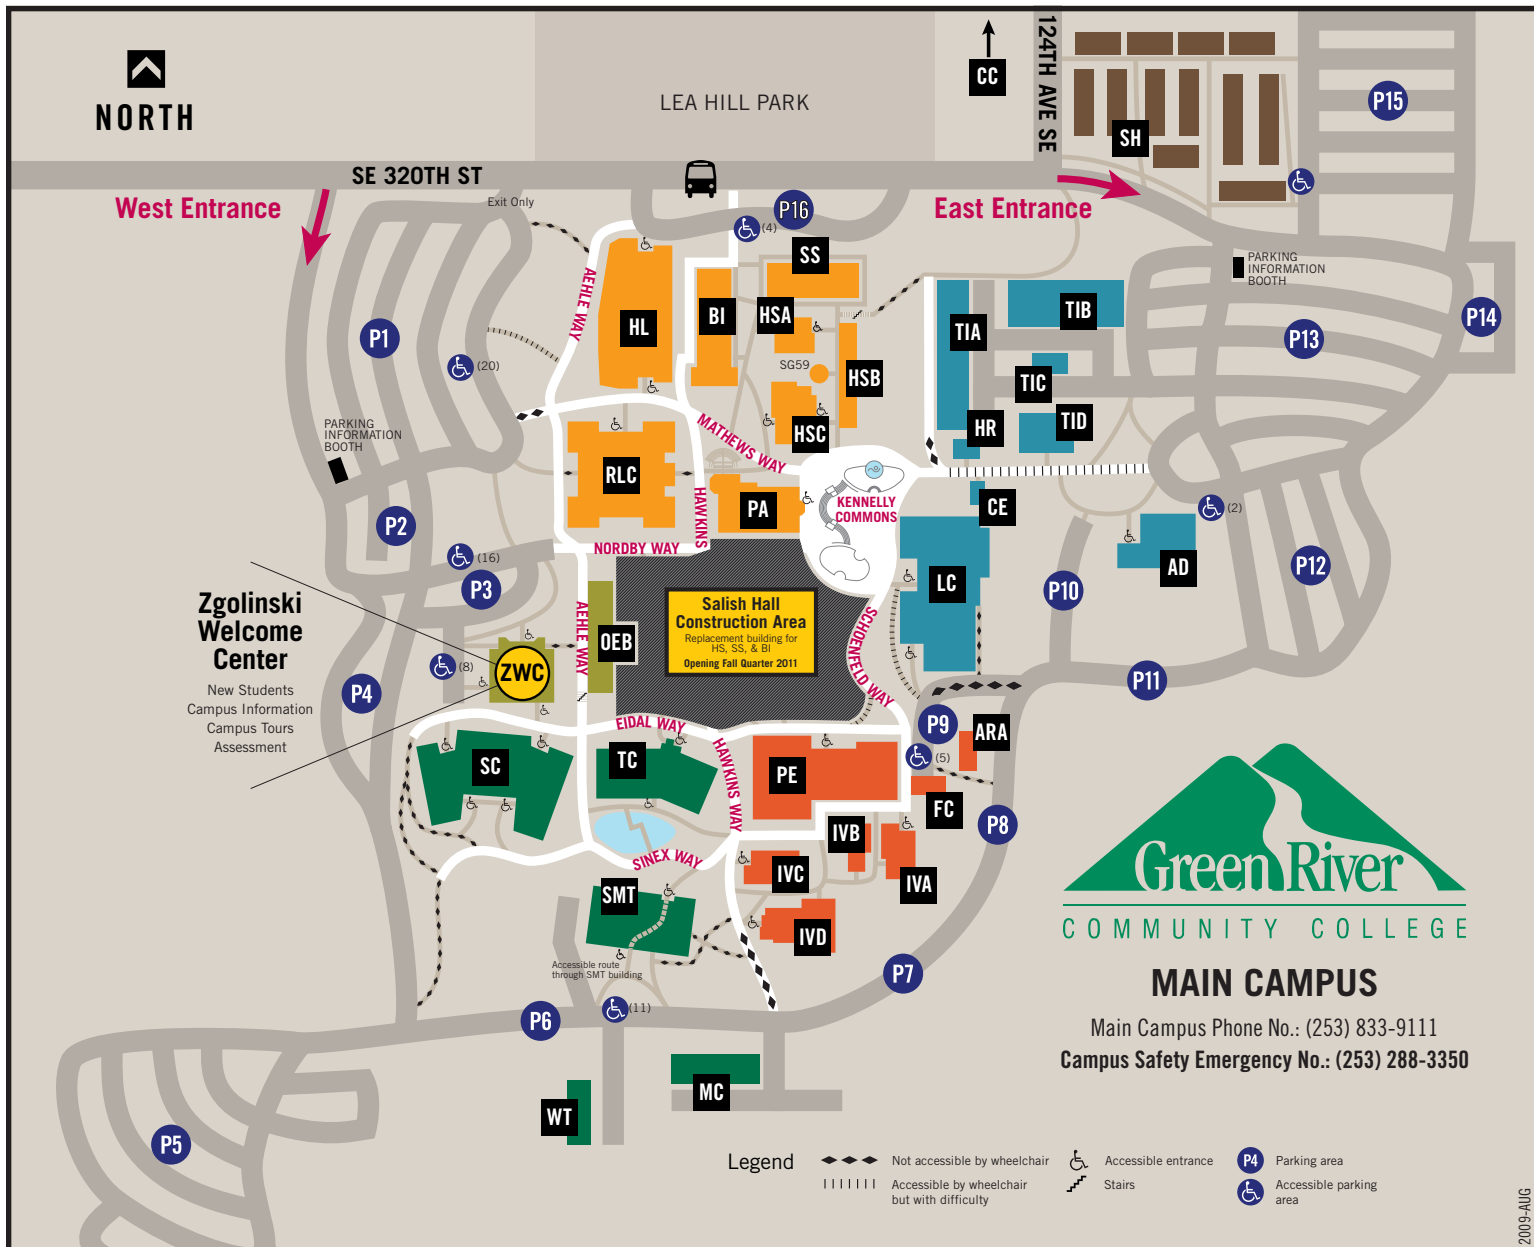 NORTH
LEA HILL PARK
CC
124TH AVE SE
SH
P15
SE 320TH ST
West Entrance
Exit Only
P16
(4)
East Entrance
PARKING
INFORMATION
BOOTH
P14
P13
P1
(20)
AEHLE WAY
HL
BI
SS
HSA
SG59
HSB
HSC
TIA
TIB
TIC
TID
HR
PARKING
INFORMATION
BOOTH
MATHEWS WAY
RLC
HAWKINS
PA
KENNELLY
COMMONS
CE
(2)
P2
(16)
P3
NORDBY WAY
LC
AD
P10
P12
Zgolinski
Welcome
Center
New Students
Campus Information
Campus Tours
Assessment
ZWC
(8)
P4
AEHLE WAY
OEB
Salish Hall
Construction Area
Replacement building for
HS, SS, & BI
Opening Fall Quarter 2011
SCHOENFELD WAY
P11
EIDAL WAY
P9
(5)
ARA
SC
TC
HAWKINS WAY
PE
FC
P8
IVB
IVA
IVC
IVD
SINEX WAY
SMT
Accessible route
through SMT building
P7
P6
(11)
MC
WT
P5
Green River
COMMUNITY COLLEGE
MAIN CAMPUS
Main Campus Phone No.: (253) 833-9111
Campus Safety Emergency No.: (253) 288-3350
Legend
Not accessible by wheelchair
Accessible by wheelchair
but with difficulty
Accessible entrance
Stairs
P4
Parking area
Accessible parking
area
2009-AUG